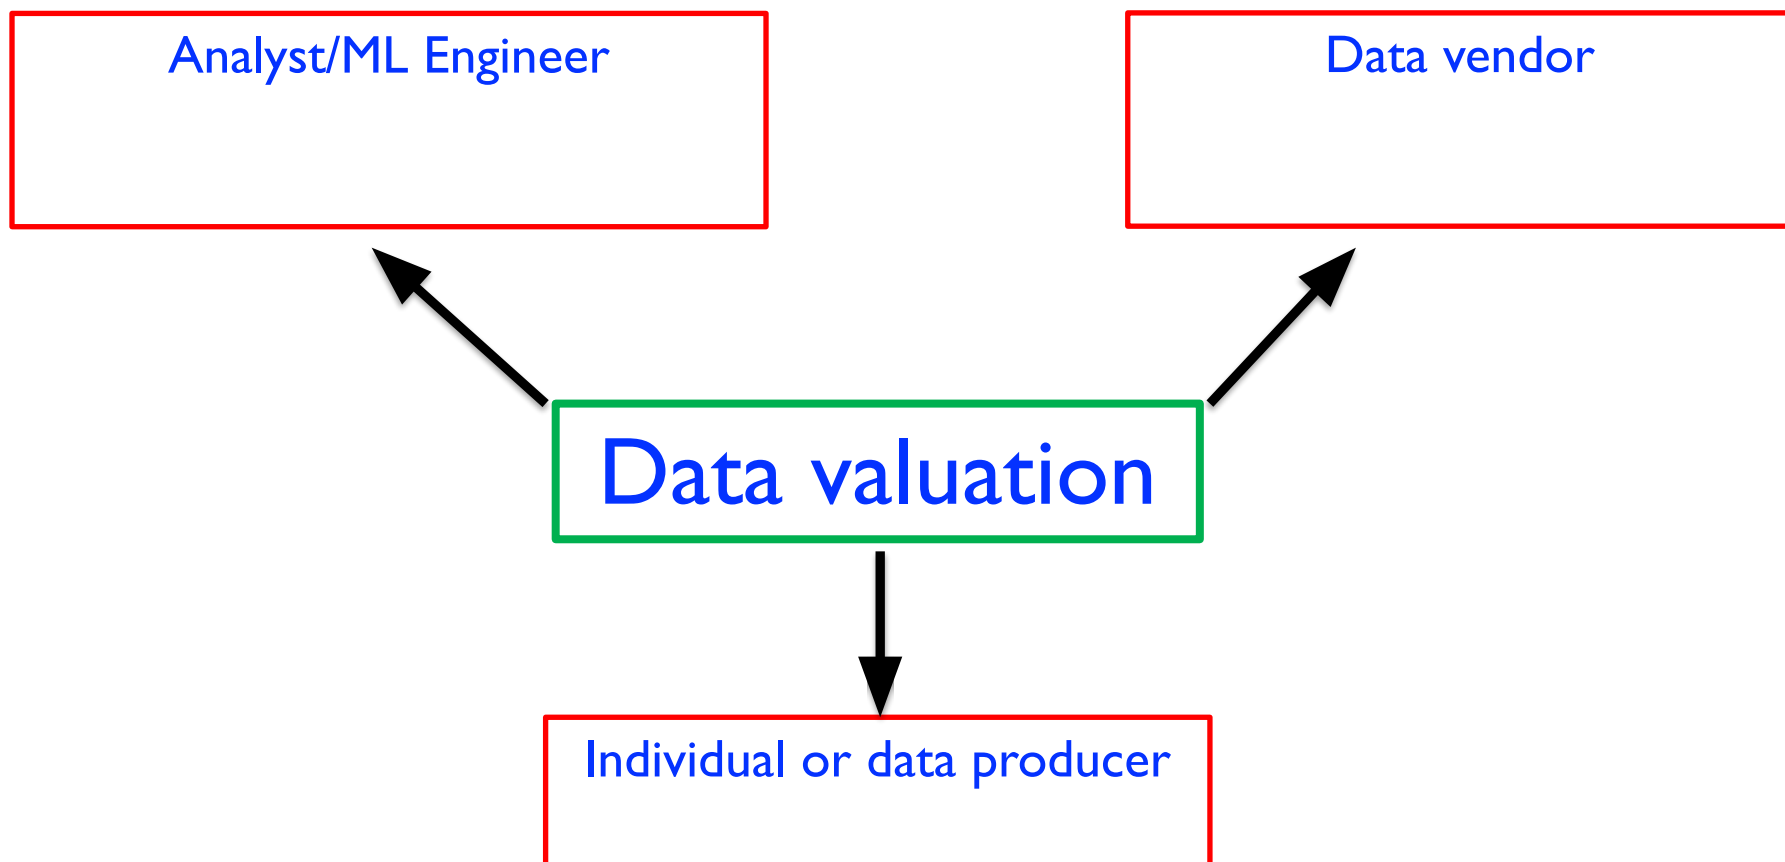 Analyst/ML Engineer
Data vendor
Data valuation
Individual or data producer